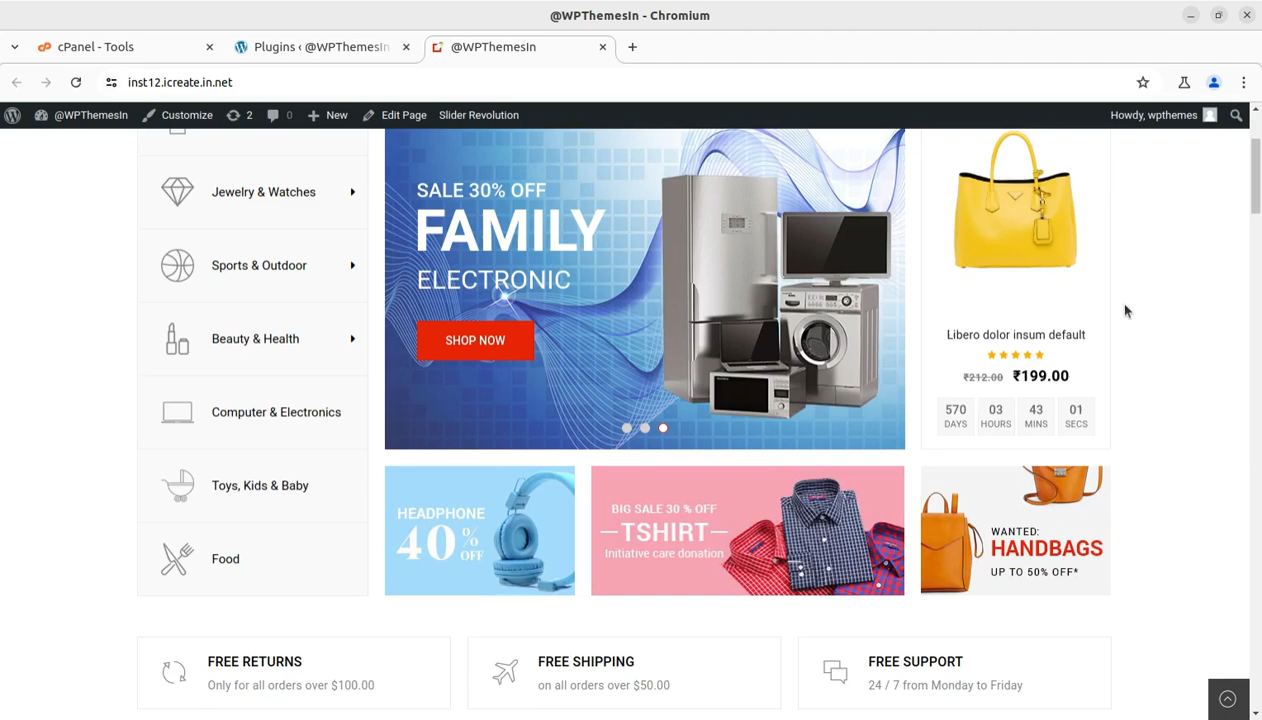 @WPThemesIn - Chromium
cPanel - Tools
Plugins ‹ @WPThemesIn
@WPThemesIn
inst12.icreate.in.net
@WPThemesIn
Customize
2
0
New
Edit Page
Slider Revolution
Howdy, wpthemes
Jewelry & Watches
Sports & Outdoor
Beauty & Health
Computer & Electronics
Toys, Kids & Baby
Food
SALE 30% OFF
FAMILY
ELECTRONIC
SHOP NOW
Libero dolor insum default
₹212.00 ₹199.00
570 03 43 01
DAYS HOURS MINS SECS
HEADPHONE
40% OFF
BIG SALE 30 % OFF
TSHIRT
Initiative care donation
WANTED:
HANDBAGS
UP TO 50% OFF*
FREE RETURNS
Only for all orders over $100.00
FREE SHIPPING
on all orders over $50.00
FREE SUPPORT
24 / 7 from Monday to Friday